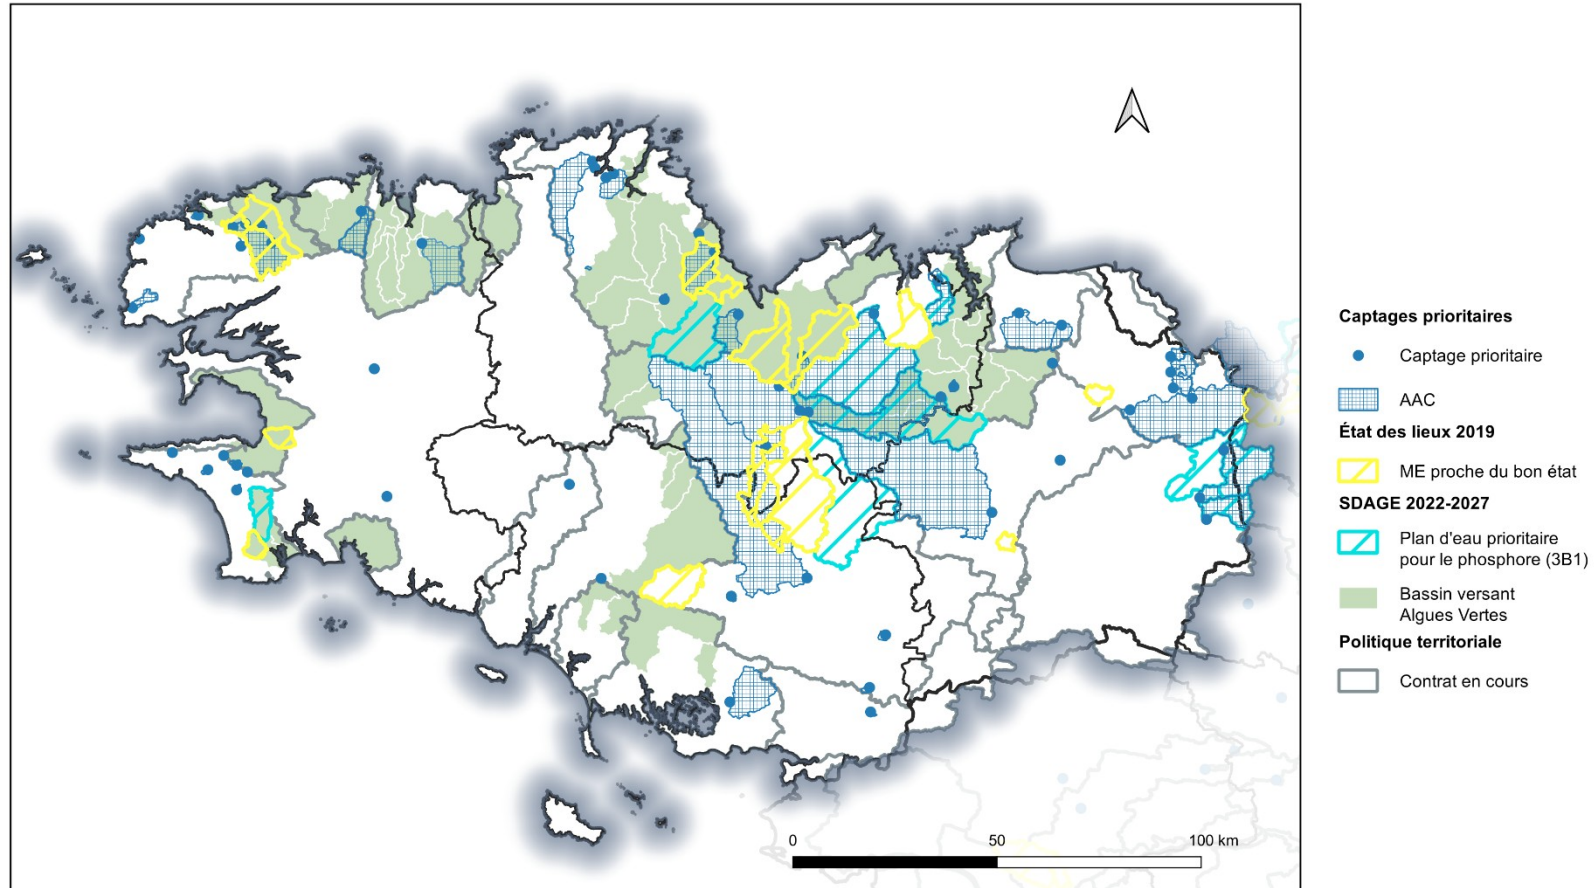 Captages prioritaires
Captage prioritaire
AAC
État des lieux 2019
ME proche du bon état
SDAGE 2022-2027
Plan d'eau prioritaire
pour le phosphore (3B1)
Bassin versant
Algues Vertes
Politique territoriale
Contrat en cours
0 50 100 km